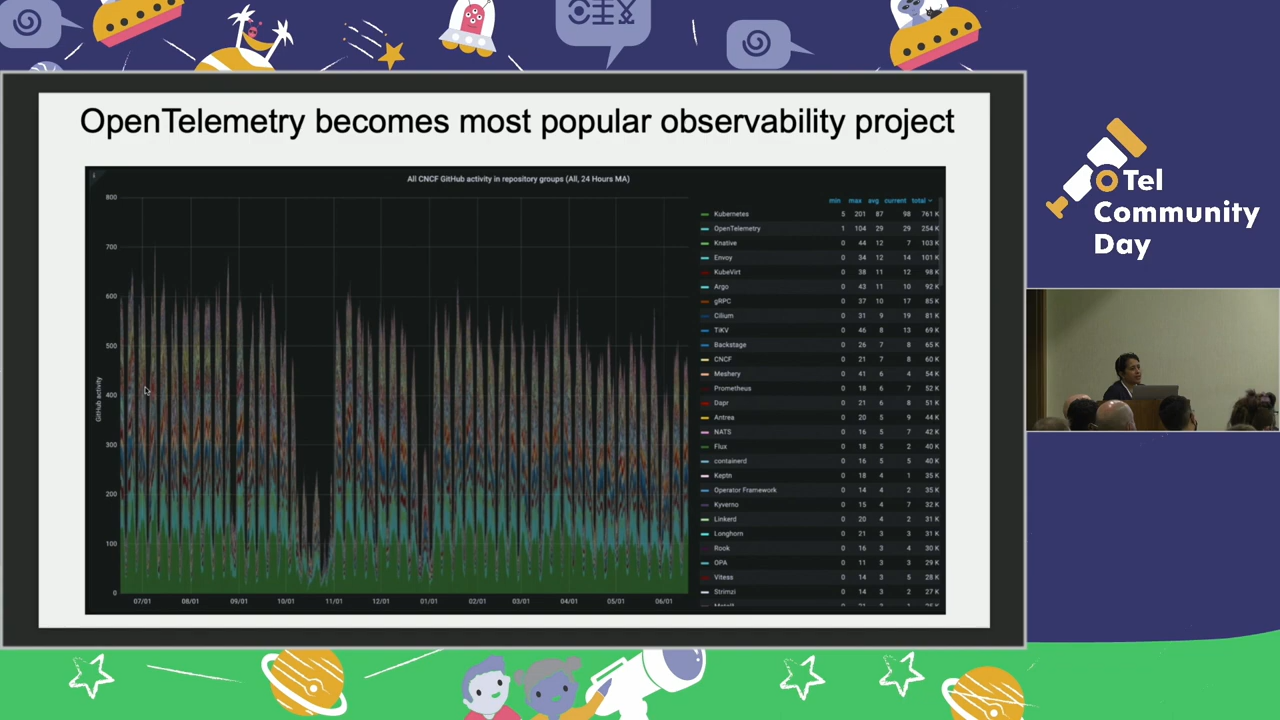 OpenTelemetry becomes most popular observability project
All CNCF GitHub activity in repository groups (All, 24 Hours MA)
GitHub activity
800
700
600
500
400
300
200
100
0
07/01 08/01 09/01 10/01 11/01 12/01 01/01 02/01 03/01 04/01 05/01 06/01
min max avg current total
Kubernetes 5 201 87 98 761 K
OpenTelemetry 1 104 29 29 254 K
Knative 0 44 12 7 103 K
Envoy 0 34 12 14 101 K
KubeVirt 0 38 11 12 98 K
Argo 0 43 11 10 92 K
gRPC 0 37 10 17 85 K
Cilium 0 31 9 19 81 K
TiKV 0 46 8 13 69 K
Backstage 0 26 7 8 65 K
CNCF 0 21 7 8 60 K
Meshery 0 41 6 4 54 K
Prometheus 0 18 6 7 52 K
Dapr 0 21 6 8 51 K
Antrea 0 20 5 9 44 K
NATS 0 16 5 7 42 K
Flux 0 18 5 2 40 K
containerd 0 16 5 5 40 K
Keptn 0 18 4 1 35 K
Operator Framework 0 14 4 2 35 K
Kyverno 0 15 4 7 32 K
Linkerd 0 20 4 2 31 K
Longhorn 0 21 3 3 31 K
Rook 0 16 3 4 30 K
OPA 0 11 3 3 29 K
Vitess 0 14 3 5 28 K
Strimzi 0 14 3 2 27 K
OTel
Community
Day